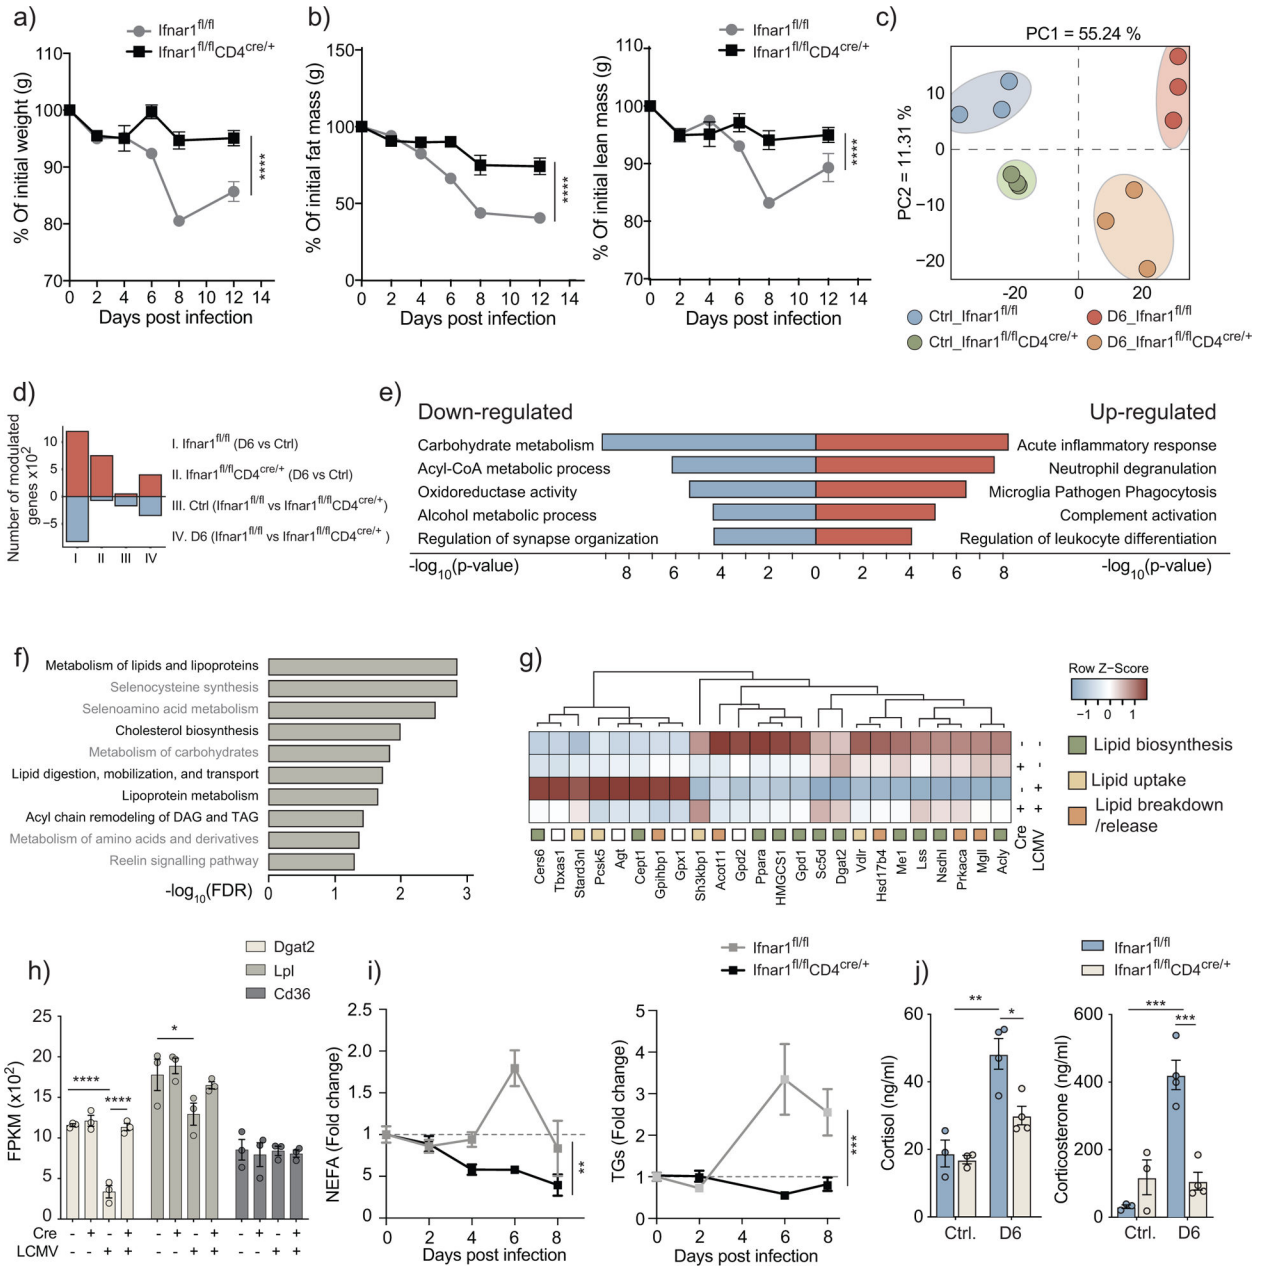 a)
Ifnar1fl/fl
Ifnar1fl/flCD4cre/+
% Of initial weight (g)
110
100
90
80
70
0 2 4 6 8 10 12 14
Days post infection
****
b)
% Of initial fat mass (g)
150
100
50
0
0 2 4 6 8 10 12 14
Days post infection
****
Ifnar1fl/fl
Ifnar1fl/flCD4cre/+
% Of initial lean mass (g)
110
100
90
80
70
0 2 4 6 8 10 12 14
Days post infection
****
c)
PC1 = 55.24 %
PC2 = 11.31 %
10
0
−10
−20
-20 0 20
Ctrl_Ifnar1fl/fl
D6_Ifnar1fl/fl
Ctrl_Ifnar1fl/flCD4cre/+
D6_Ifnar1fl/flCD4cre/+
d)
Number of modulated
genes x102
10
5
0
−5
I II III IV
I. Ifnar1fl/fl (D6 vs Ctrl)
II. Ifnar1fl/flCD4cre/+ (D6 vs Ctrl)
III. Ctrl (Ifnar1fl/fl vs Ifnar1fl/flCD4cre/+)
IV. D6 (Ifnar1fl/fl vs Ifnar1fl/flCD4cre/+ )
e)
Down-regulated
Up-regulated
Carbohydrate metabolism
Acute inflammatory response
Acyl-CoA metabolic process
Neutrophil degranulation
Oxidoreductase activity
Microglia Pathogen Phagocytosis
Alcohol metabolic process
Complement activation
Regulation of synapse organization
Regulation of leukocyte differentiation
-log10(p-value)
8 6 4 2 0 2 4 6 8
-log10(p-value)
f)
Metabolism of lipids and lipoproteins
Selenocysteine synthesis
Selenoamino acid metabolism
Cholesterol biosynthesis
Metabolism of carbohydrates
Lipid digestion, mobilization, and transport
Lipoprotein metabolism
Acyl chain remodeling of DAG and TAG
Metabolism of amino acids and derivatives
Reelin signalling pathway
-log10(FDR)
0 1 2 3
g)
Row Z−Score
−1 0 1
Lipid biosynthesis
Lipid uptake
Lipid breakdown
/release
- -
+ -
- +
+ +
Cre
LCMV
Cers6
Tbxas1
Stard3nl
Pcsk5
Agt
Cept1
Gpihbp1
Gpx1
Sh3kbp1
Acot11
Gpd2
Ppara
HMGCS1
Gpd1
Sc5d
Dgat2
Vdlr
Hsd17b4
Me1
Lss
Nsdhl
Prkaca
Mgll
Acly
h)
Dgat2
Lpl
Cd36
FPKM (x102)
25
20
15
10
5
0
****
****
*
Cre - + - + - + - + - + - +
LCMV - - + + - - + + - - + +
i)
NEFA (Fold change)
2.5
2.0
1.5
1
5
0
0 2 4 6 8
Days post infection
**
Ifnar1fl/fl
Ifnar1fl/flCD4cre/+
TGs (Fold change)
5
4
3
2
1
0
0 2 4 6 8
Days post infection
***
j)
Ifnar1fl/fl
Ifnar1fl/flCD4cre/+
Cortisol (ng/ml)
60
40
20
0
Ctrl. D6
**
*
Corticosterone (ng/ml)
600
400
200
0
Ctrl. D6
***
***